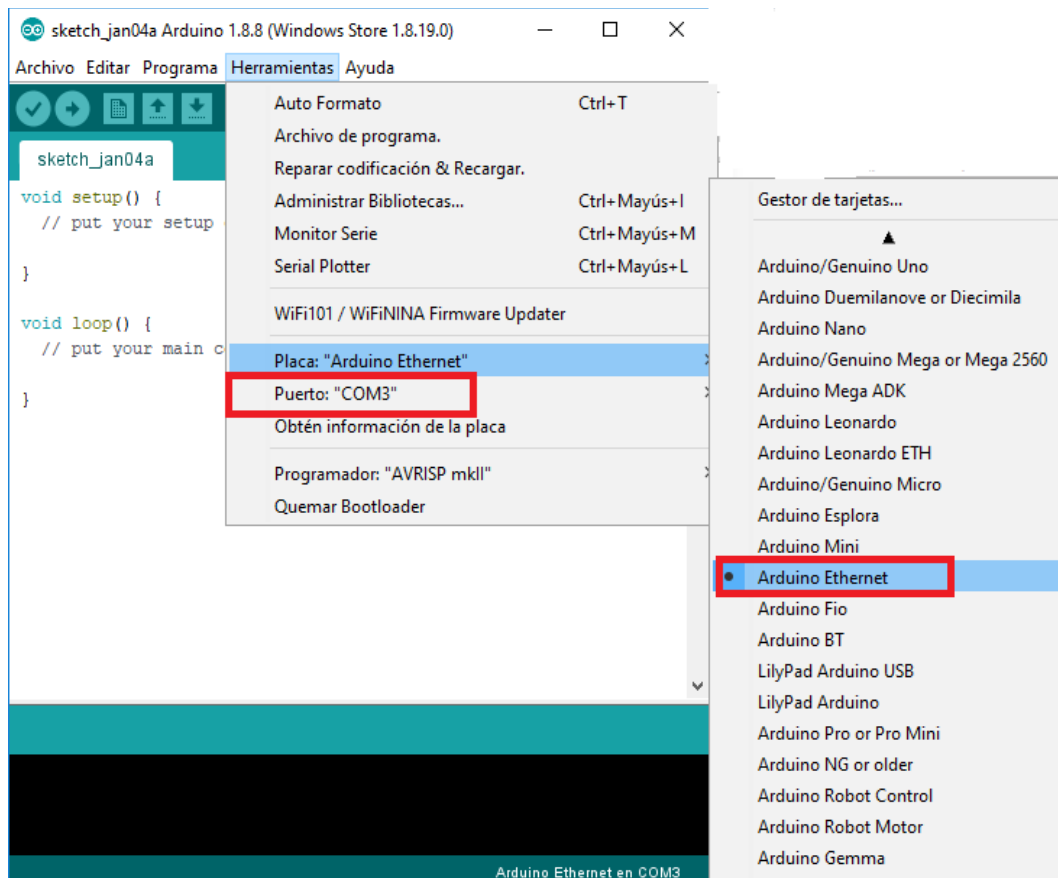 sketch_jan04a Arduino 1.8.8 (Windows Store 1.8.19.0)
Archivo Editar Programa Herramientas Ayuda
sketch_jan04a
void setup() {
// put your setup
}
void loop() {
// put your main c
}
Auto Formato Ctrl+T
Archivo de programa.
Reparar codificación & Recargar.
Administrar Bibliotecas... Ctrl+Mayús+I
Monitor Serie Ctrl+Mayús+M
Serial Plotter Ctrl+Mayús+L
WiFi101 / WiFiNINA Firmware Updater
Placa: "Arduino Ethernet"
Puerto: "COM3"
Obtén información de la placa
Programador: "AVRISP mkII"
Quemar Bootloader
Gestor de tarjetas...
Arduino/Genuino Uno
Arduino Duemilanove or Diecimila
Arduino Nano
Arduino/Genuino Mega or Mega 2560
Arduino Mega ADK
Arduino Leonardo
Arduino Leonardo ETH
Arduino/Genuino Micro
Arduino Esplora
Arduino Mini
Arduino Ethernet
Arduino Fio
Arduino BT
LilyPad Arduino USB
LilyPad Arduino
Arduino Pro or Pro Mini
Arduino NG or older
Arduino Robot Control
Arduino Robot Motor
Arduino Gemma
Arduino Ethernet en COM3